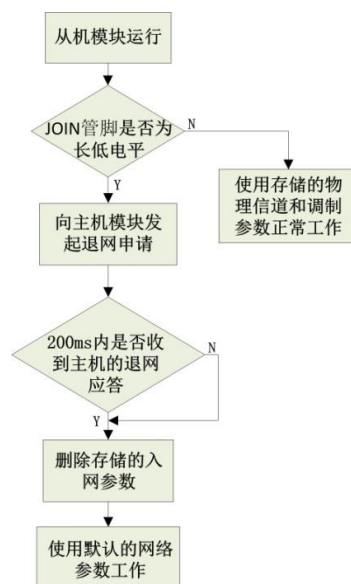 从机模块运行
JOIN管脚是否为
长低电平
N
Y
使用存储的物
理信道和调制
参数正常工作
向主机模块发
起退网申请
200ms内是否收
到主机的退网
应答
N
Y
删除存储的入
网参数
使用默认的网络
参数工作